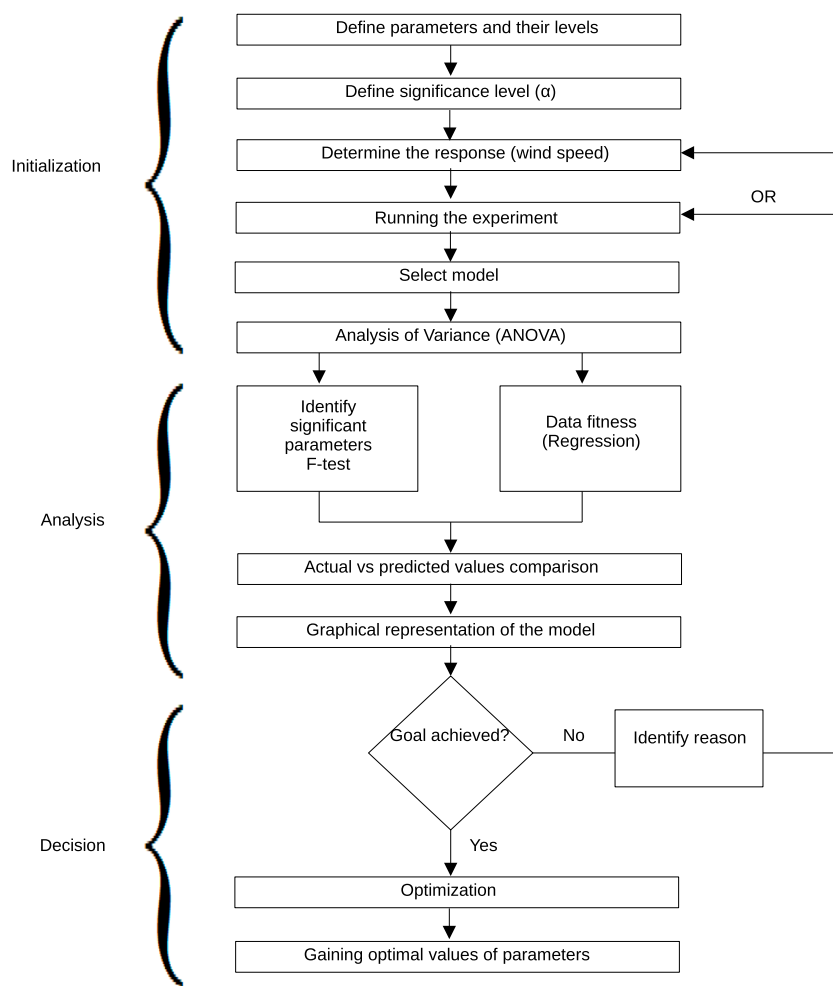 Define parameters and their levels
Define significance level (α)
Determine the response (wind speed)
Initialization
OR
Running the experiment
Select model
Analysis of Variance (ANOVA)
Identify
significant
parameters
F-test
Data fitness
(Regression)
Analysis
Actual vs predicted values comparison
Graphical representation of the model
Goal achieved?
No
Identify reason
Decision
Yes
Optimization
Gaining optimal values of parameters